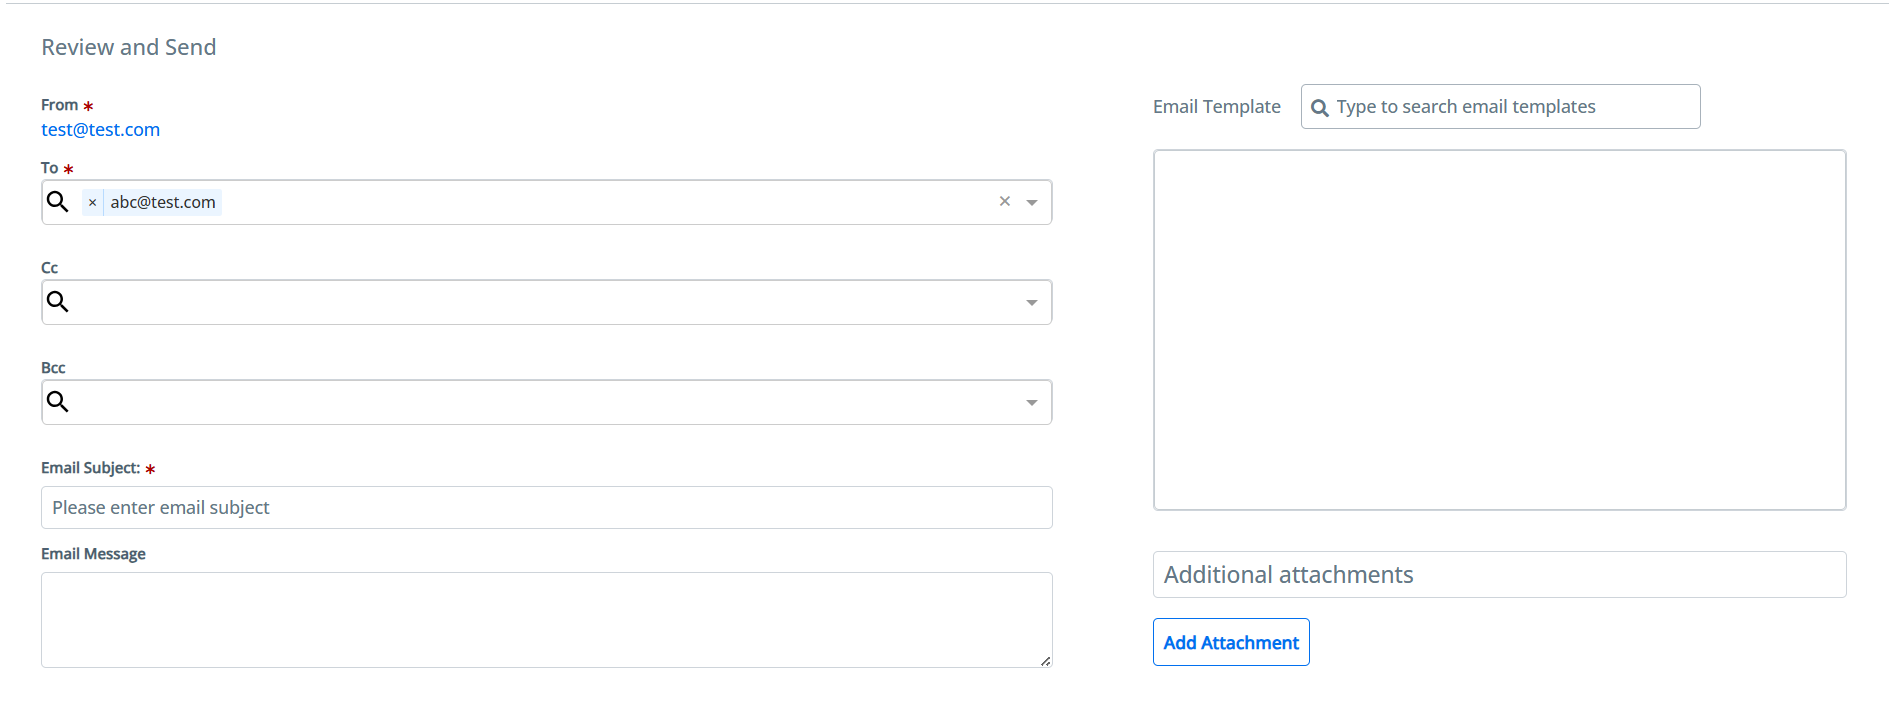 Review and Send
From *
test@test.com
To *
× abc@test.com
Cc
Bcc
Email Subject: *
Please enter email subject
Email Message
Email Template
Type to search email templates
Additional attachments
Add Attachment